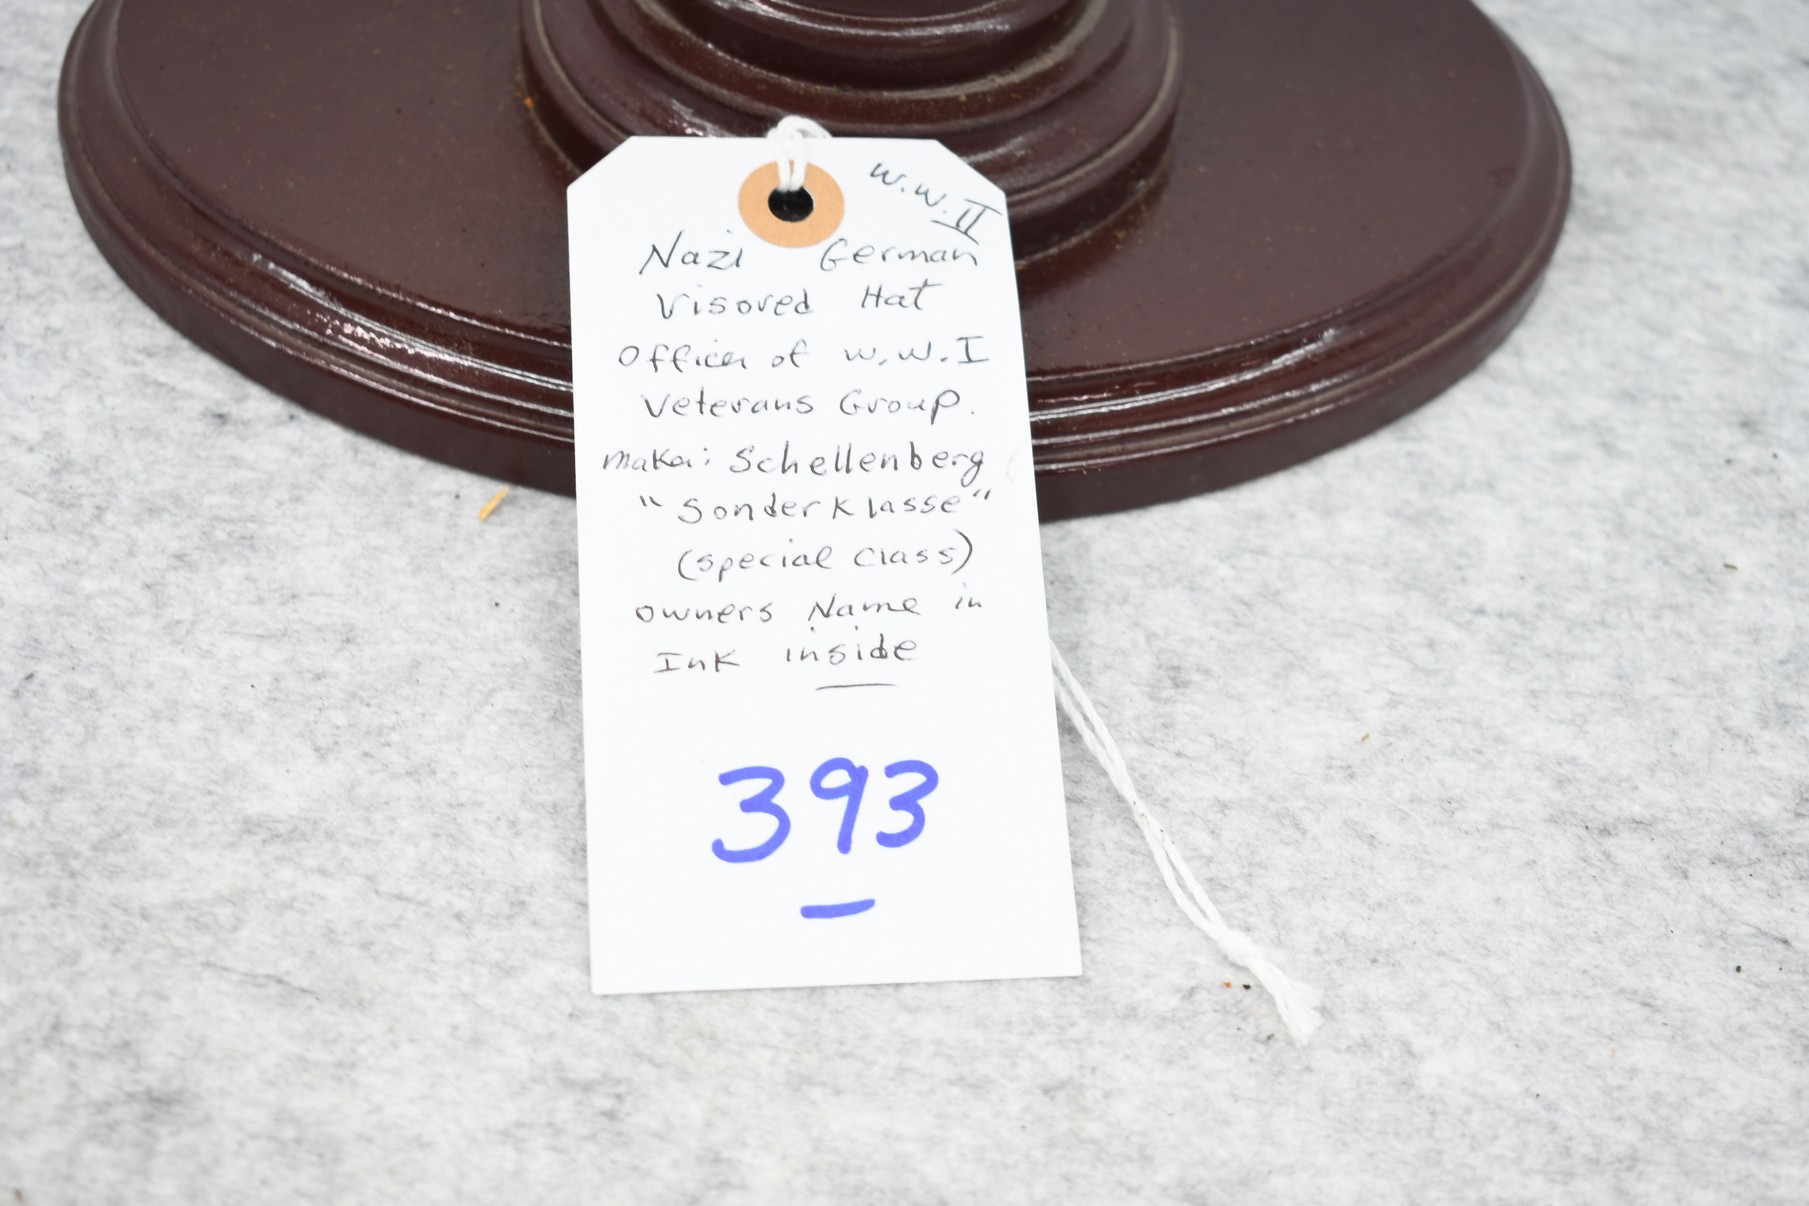 W.W.II
Nazi German
Visored Hat
Officer of W.W.I
Veterans Group.
maker: Schellenberg
"Sonderklasse"
(special class)
owners Name in
Ink inside
393